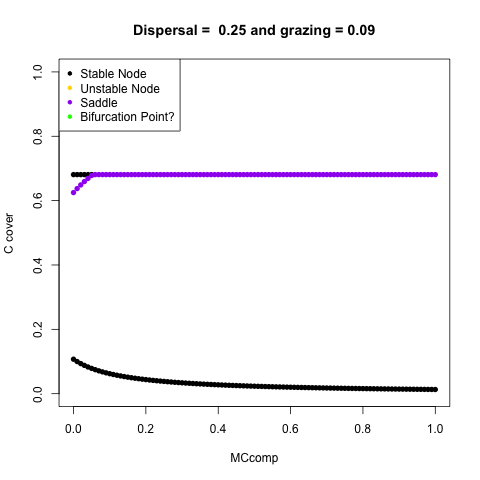 Dispersal =  0.25 and grazing = 0.09
Stable Node
Unstable Node
Saddle
Bifurcation Point?
1.0
0.8
0.6
0.4
0.2
0.0
C cover
0.0 0.2 0.4 0.6 0.8 1.0
MCcomp